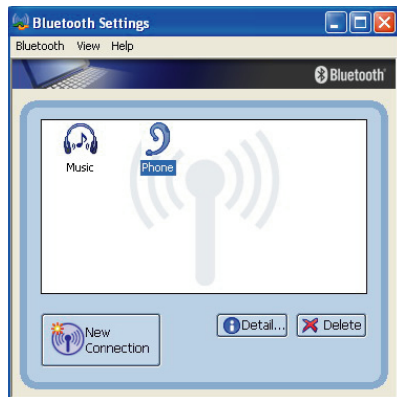 Bluetooth Settings
Bluetooth View Help
Bluetooth®
Music Phone
New Connection
Detail... Delete